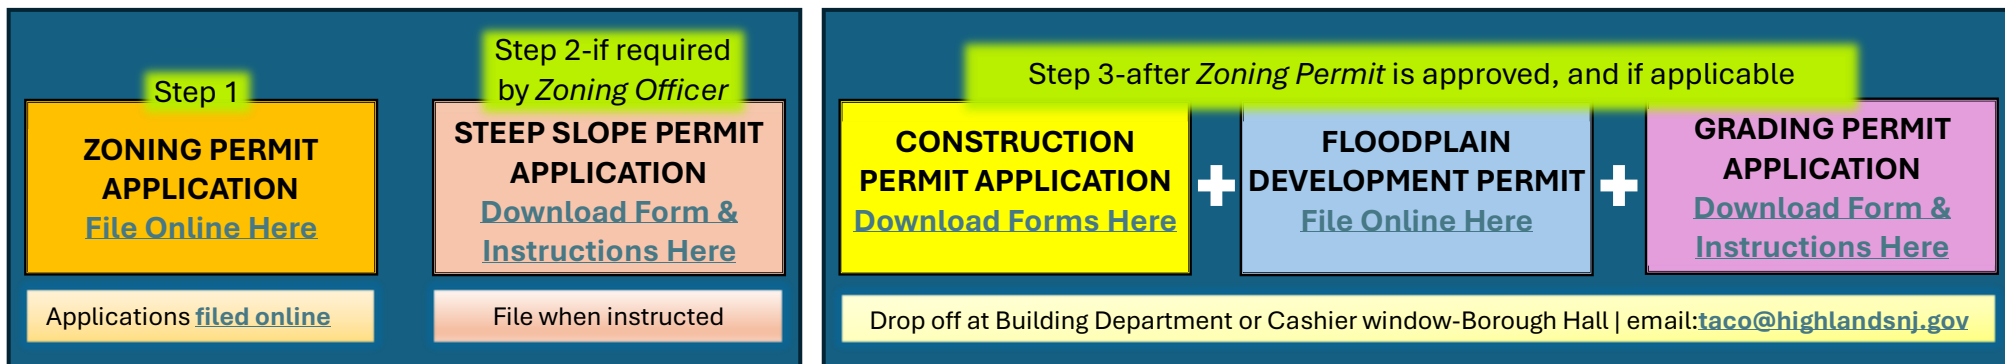 Step 1
ZONING PERMIT
APPLICATION
File Online Here
Applications filed online
Step 2-if required
by Zoning Officer
STEEP SLOPE PERMIT
APPLICATION
Download Form &
Instructions Here
File when instructed
Step 3-after Zoning Permit is approved, and if applicable
CONSTRUCTION
PERMIT APPLICATION
Download Forms Here
+
FLOODPLAIN
DEVELOPMENT PERMIT
File Online Here
+
GRADING PERMIT
APPLICATION
Download Form &
Instructions Here
Drop off at Building Department or Cashier window-Borough Hall | email:taco@highlandsnj.gov